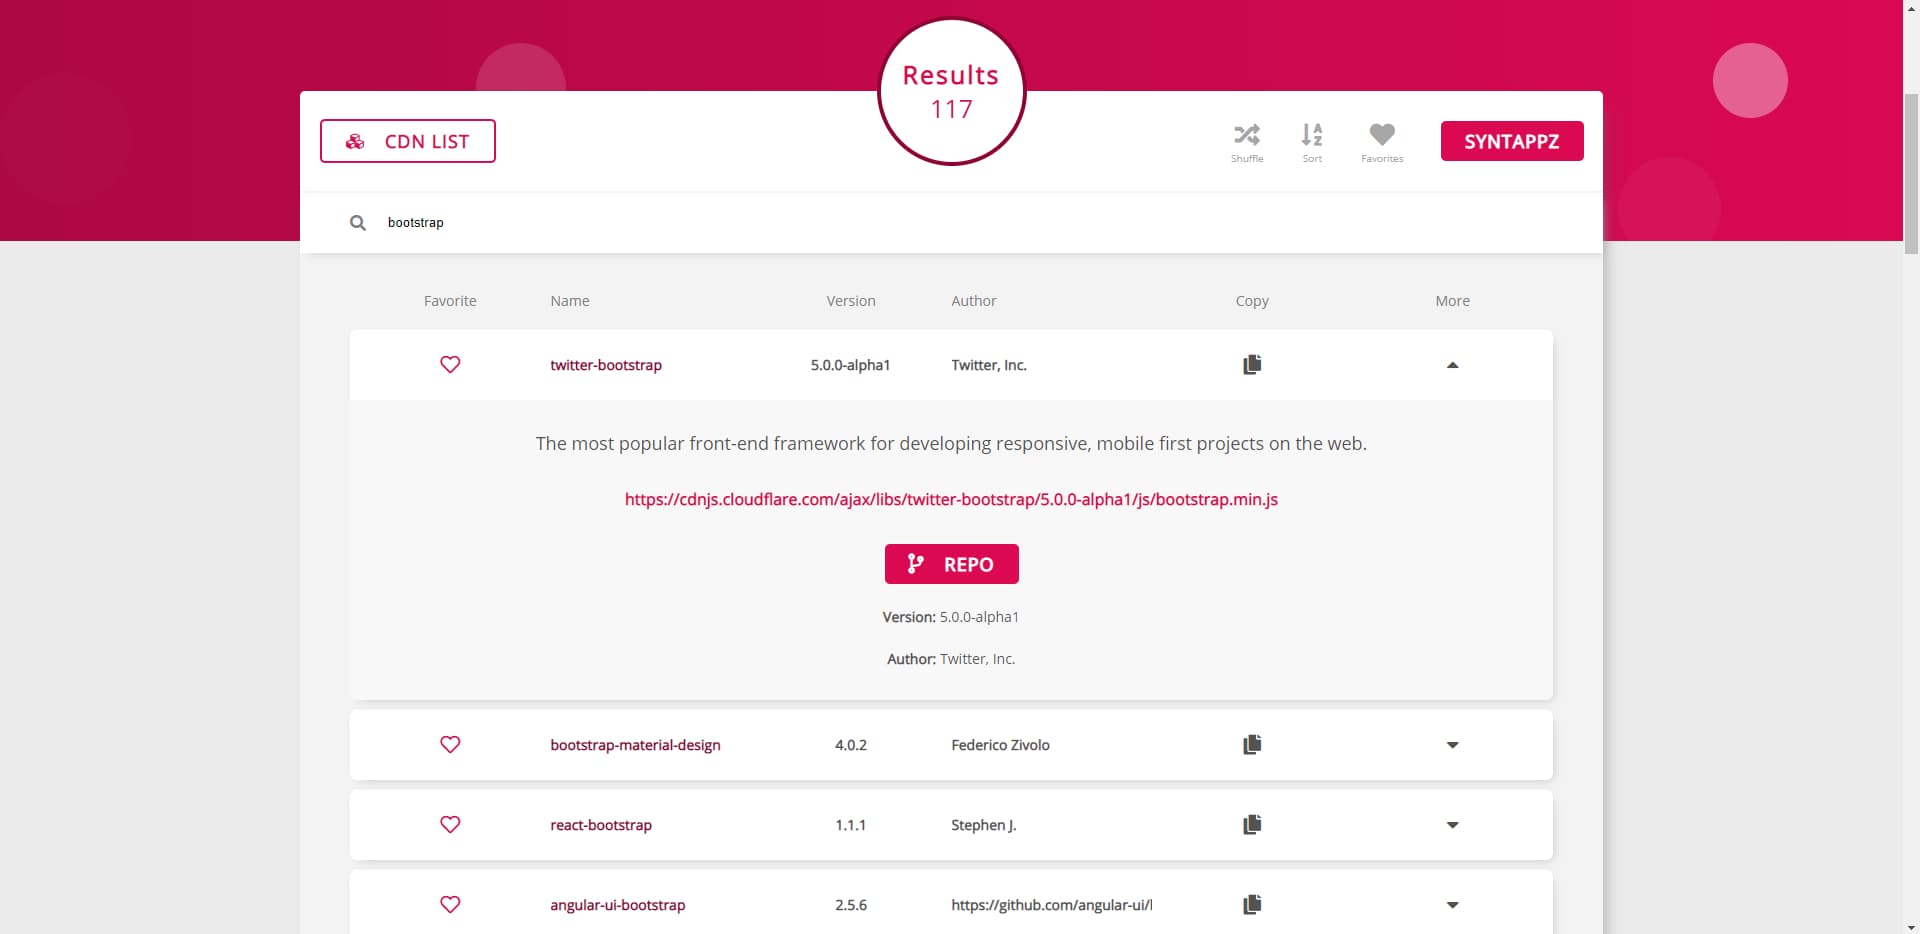 Results
117
CDN LIST
Shuffle Sort Favorites
SYNTAPPZ
bootstrap
Favorite Name Version Author Copy More
twitter-bootstrap 5.0.0-alpha1 Twitter, Inc.
The most popular front-end framework for developing responsive, mobile first projects on the web.
https://cdnjs.cloudflare.com/ajax/libs/twitter-bootstrap/5.0.0-alpha1/js/bootstrap.min.js
REPO
Version: 5.0.0-alpha1
Author: Twitter, Inc.
bootstrap-material-design 4.0.2 Federico Zivolo
react-bootstrap 1.1.1 Stephen J.
angular-ui-bootstrap 2.5.6 https://github.com/angular-ui/